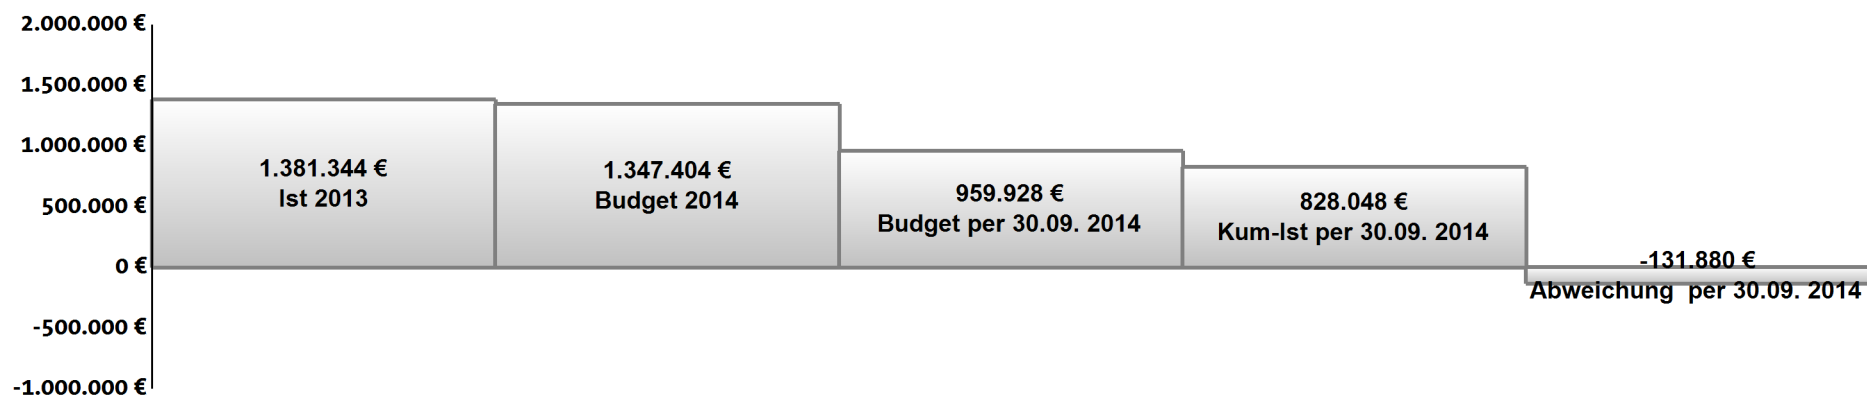 2.000.000 €
1.500.000 €
1.000.000 €
500.000 €
0 €
-500.000 €
-1.000.000 €
1.381.344 €
Ist 2013
1.347.404 €
Budget 2014
959.928 €
Budget per 30.09. 2014
828.048 €
Kum-Ist per 30.09. 2014
-131.880 €
Abweichung  per 30.09. 2014